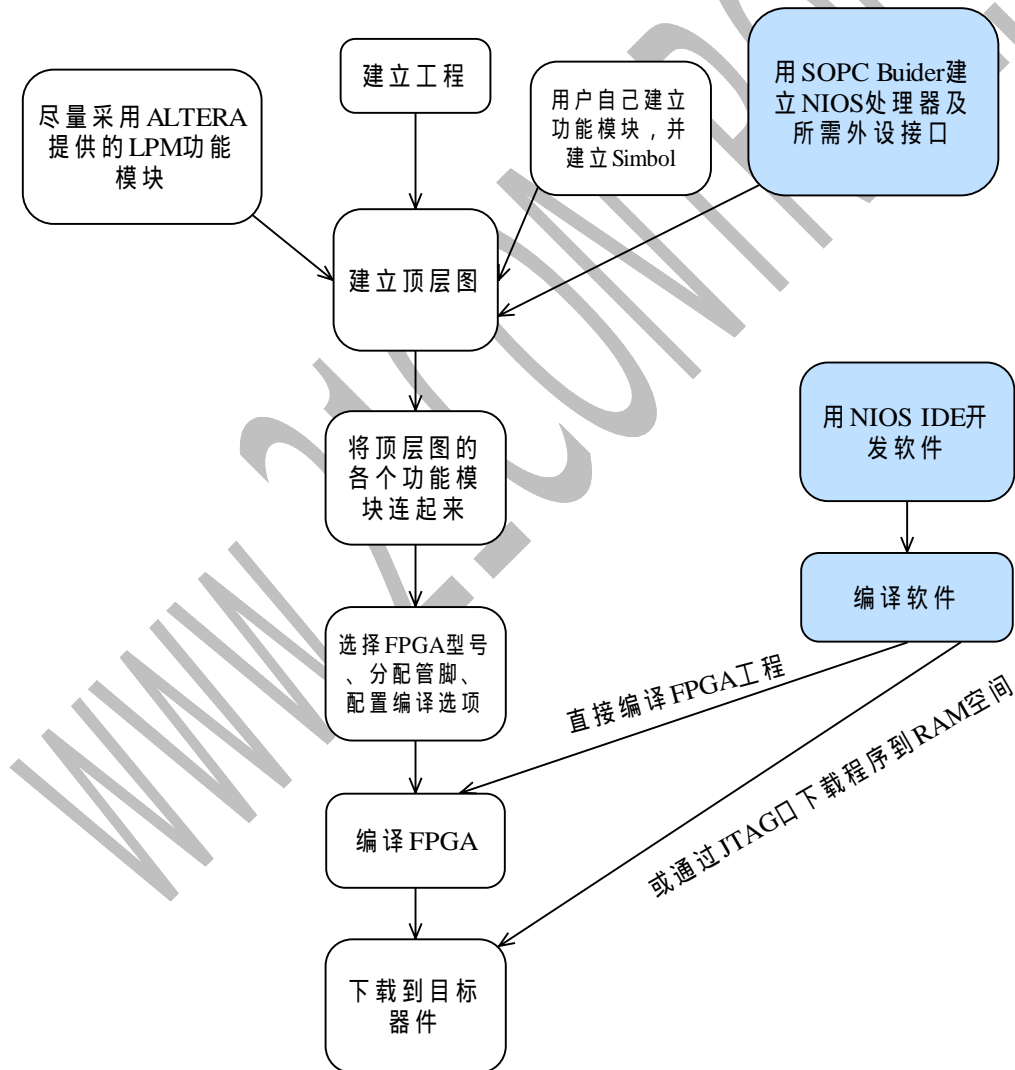 建立工程
尽量采用ALTERA
提供的LPM功能
模块
用户自己建立
功能模块，并
建立Simbol
用SOPC Buider建
立NIOS处理器及
所需外设接口
建立顶层图
将顶层图的
各个功能模
块连起来
用NIOS IDE开
发软件
编译软件
选择FPGA型号
、分配管脚、
配置编译选项
直接编译FPGA工程
或通过JTAG口下载程序到RAM空间
编译FPGA
下载到目标
器件